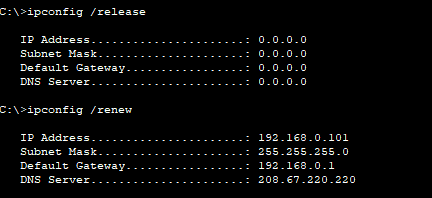 C:\>ipconfig /release
IP Address......................: 0.0.0.0
Subnet Mask.....................: 0.0.0.0
Default Gateway.................: 0.0.0.0
DNS Server......................: 0.0.0.0
C:\>ipconfig /renew
IP Address......................: 192.168.0.101
Subnet Mask.....................: 255.255.255.0
Default Gateway.................: 192.168.0.1
DNS Server......................: 208.67.220.220